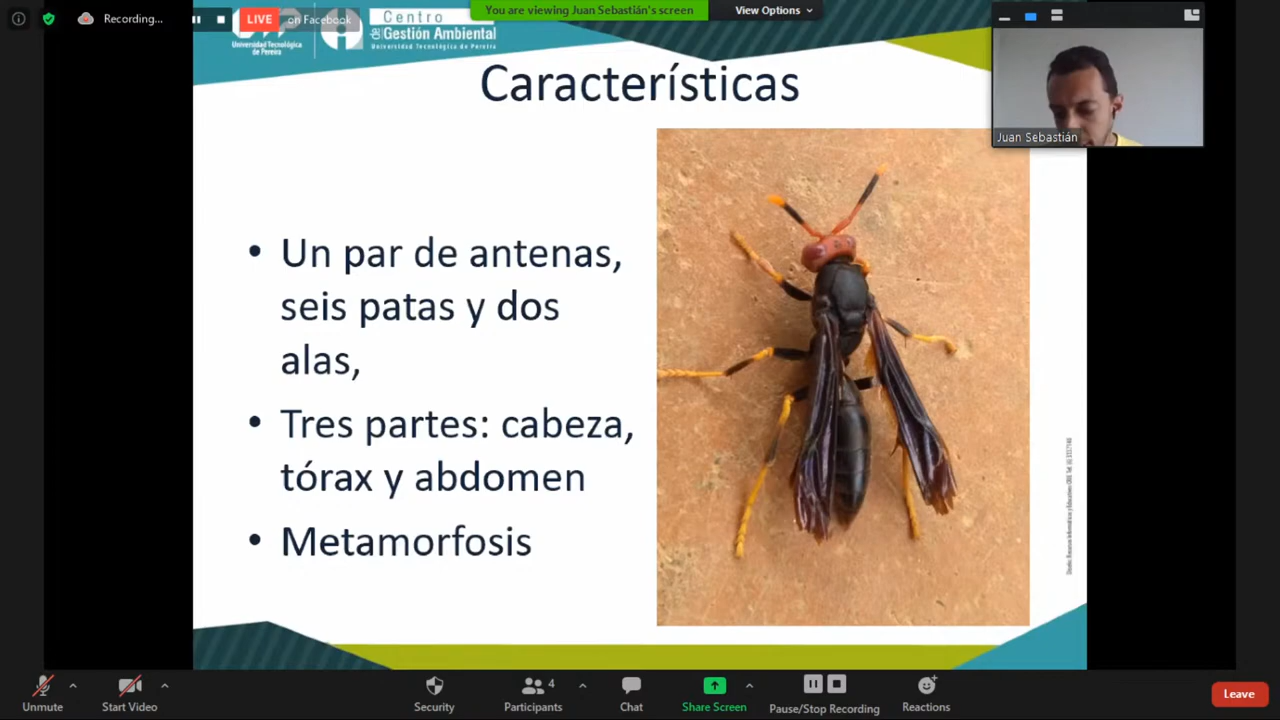 Recording...
LIVE on Facebook
You are viewing Juan Sebastián's screen
View Options
Universidad Tecnológica
de Pereira
Centro
de Gestión Ambiental
Universidad Tecnológica de Pereira
Características
Juan Sebastián
• Un par de antenas,
seis patas y dos
alas,
• Tres partes: cabeza,
tórax y abdomen
• Metamorfosis
Unmute
Start Video
Security
4
Participants
Chat
Share Screen
Pause/Stop Recording
Reactions
Leave